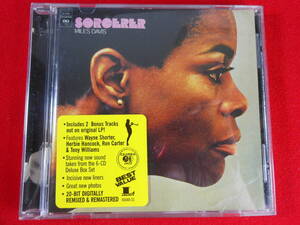 SORCERER
MILES DAVIS
• Includes 2 Bonus Tracks
not on original LP!
• Features Wayne Shorter,
Herbie Hancock, Ron Carter
& Tony Williams
• Stunning new sound
taken from the 6-CD
Deluxe Box Set
• Incisive new liners
• Great new photos
• 20-BIT DIGITALLY
REMIXED & REMASTERED
BEST
VALUE